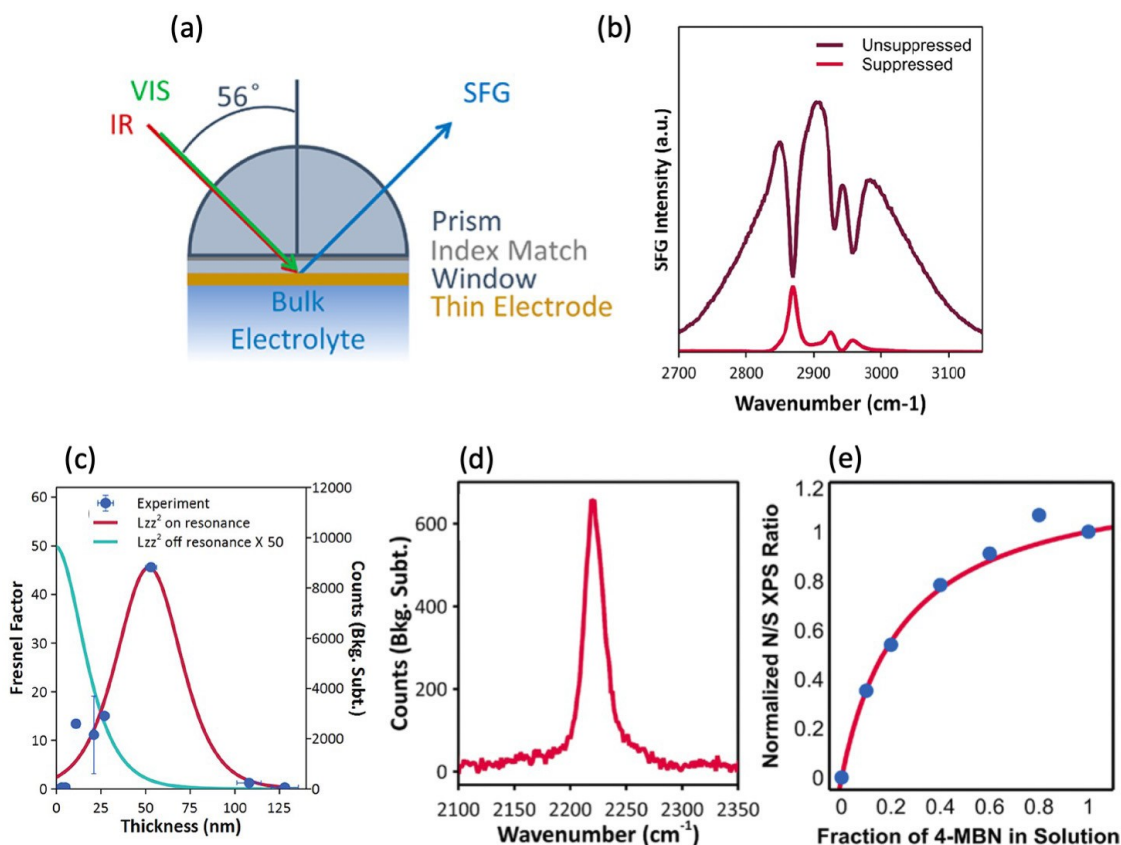 (a)
VIS
IR
56°
SFG
Prism
Index Match
Window
Thin Electrode
Bulk
Electrolyte
(b)
Unsuppressed
Suppressed
SFG Intensity (a.u.)
2700 2800 2900 3000 3100
Wavenumber (cm-1)
(c)
Experiment
Lzz² on resonance
Lzz² off resonance X 50
Fresnel Factor
60
50
40
30
20
10
0
0 25 50 75 100 125
Thickness (nm)
12000
10000
8000
6000
4000
2000
0
Counts (Bkg. Subt.)
(d)
Counts (Bkg. Subt.)
600
400
200
0
2100 2200 2250 2300 2350
Wavenumber (cm⁻¹)
(e)
Normalized N/S XPS Ratio
1.2
1
0.8
0.6
0.4
0.2
0
0 0.2 0.4 0.6 0.8 1
Fraction of 4-MBN in Solution